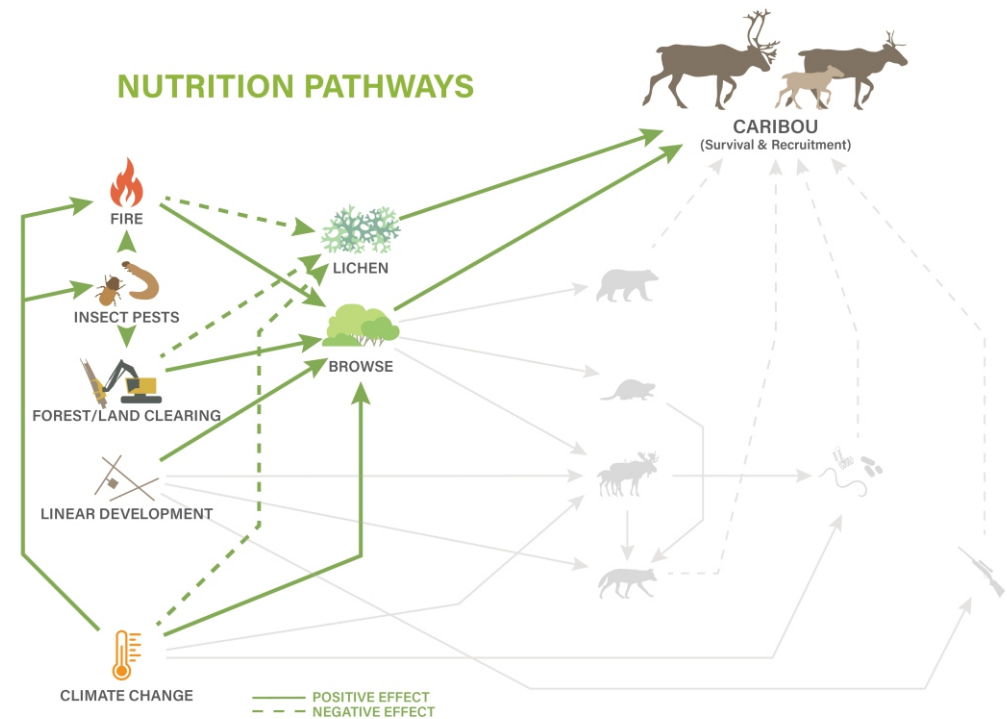 NUTRITION PATHWAYS
CARIBOU
(Survival & Recruitment)
FIRE
LICHEN
INSECT PESTS
BROWSE
FOREST/LAND CLEARING
LINEAR DEVELOPMENT
CLIMATE CHANGE
POSITIVE EFFECT
NEGATIVE EFFECT